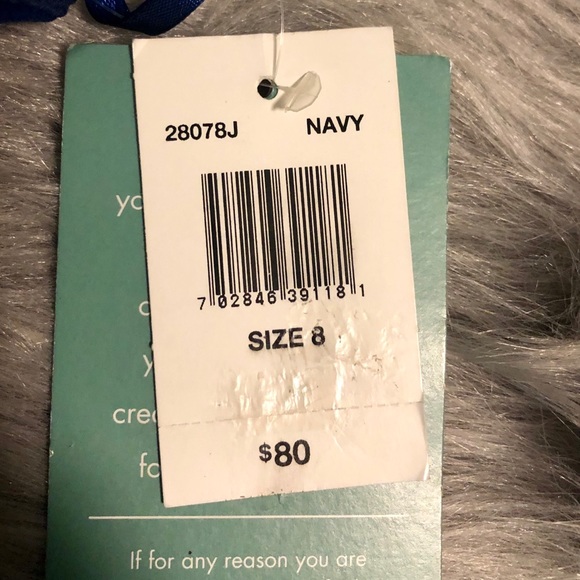 28078J NAVY
7 02846 39118 1
SIZE 8
$80
If for any reason you are